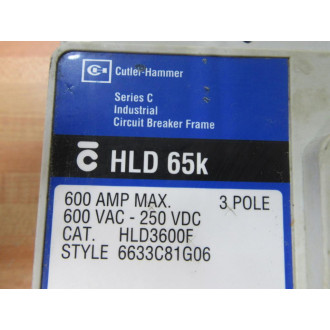 Cutler-Hammer
Series C
Industrial
Circuit Breaker Frame
C HLD 65k
600 AMP MAX. 3 POLE
600 VAC - 250 VDC
CAT. HLD3600F
STYLE 6633C81G06